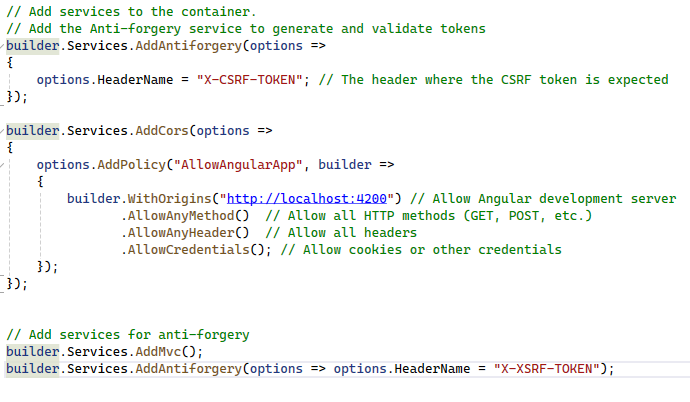 // Add services to the container.
// Add the Anti-forgery service to generate and validate tokens
builder.Services.AddAntiforgery(options =>
{
    options.HeaderName = "X-CSRF-TOKEN"; // The header where the CSRF token is expected
});

builder.Services.AddCors(options =>
{
    options.AddPolicy("AllowAngularApp", builder =>
    {
        builder.WithOrigins("http://localhost:4200") // Allow Angular development server
               .AllowAnyMethod()  // Allow all HTTP methods (GET, POST, etc.)
               .AllowAnyHeader()  // Allow all headers
               .AllowCredentials(); // Allow cookies or other credentials
    });
});

// Add services for anti-forgery
builder.Services.AddMvc();
builder.Services.AddAntiforgery(options => options.HeaderName = "X-XSRF-TOKEN");